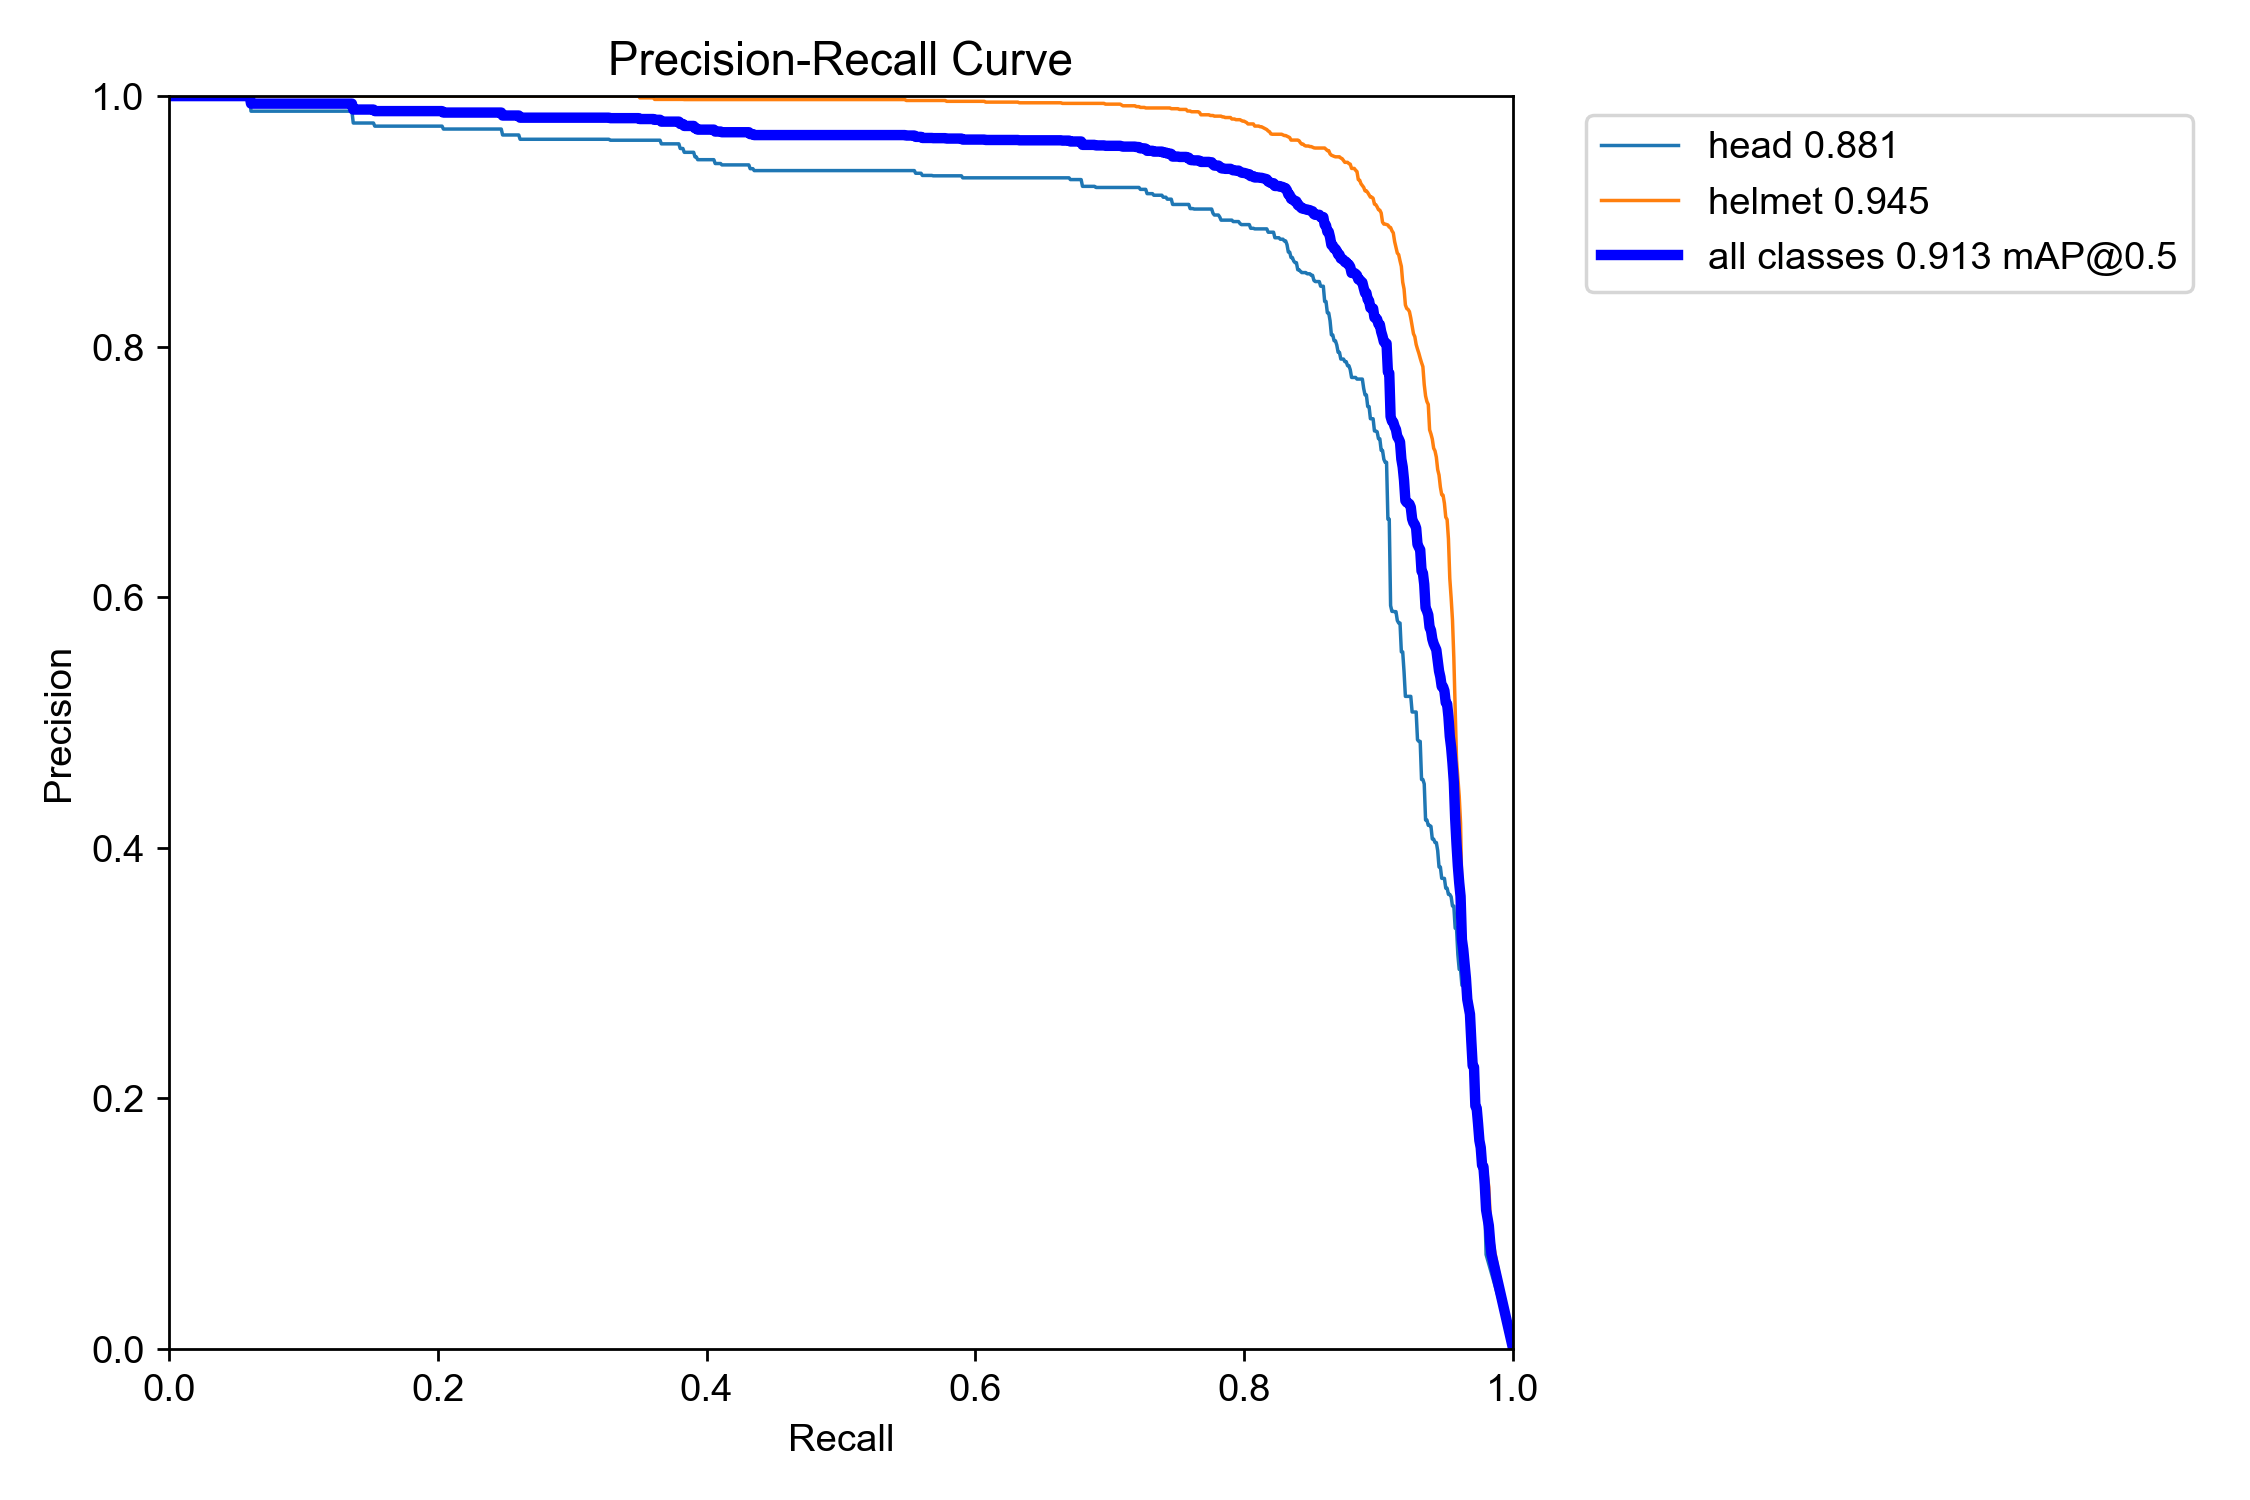 Precision-Recall Curve
1.0
0.8
0.6
0.4
0.2
0.0
Precision
0.0 0.2 0.4 0.6 0.8 1.0
Recall
head 0.881
helmet 0.945
all classes 0.913 mAP@0.5